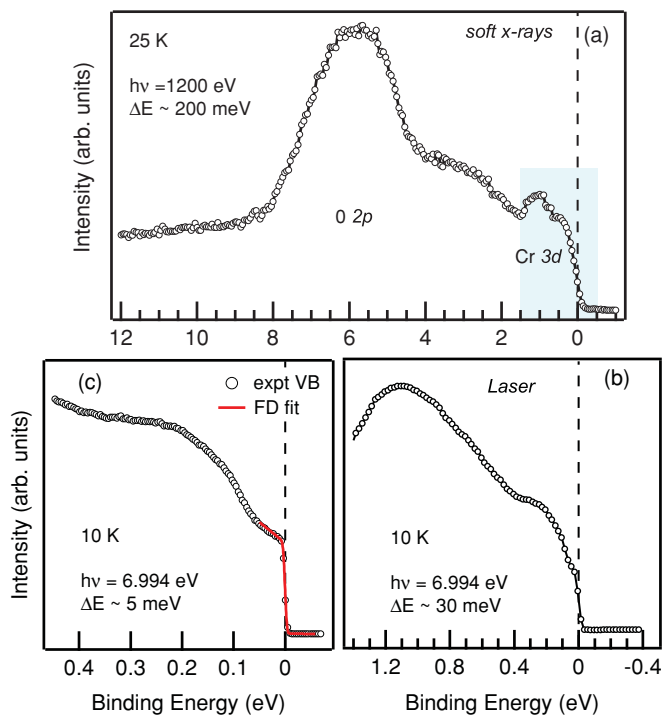 soft x-rays (a)
25 K
hν =1200 eV
ΔE ~ 200 meV
Intensity (arb. units)
0 2p
Cr 3d
12 10 8 6 4 2 0
(c)
expt VB
FD fit
10 K
hν = 6.994 eV
ΔE ~ 5 meV
Intensity (arb. units)
0.4 0.3 0.2 0.1 0
Binding Energy (eV)
Laser (b)
10 K
hν = 6.994 eV
ΔE ~ 30 meV
1.2 0.8 0.4 0 -0.4
Binding Energy (eV)